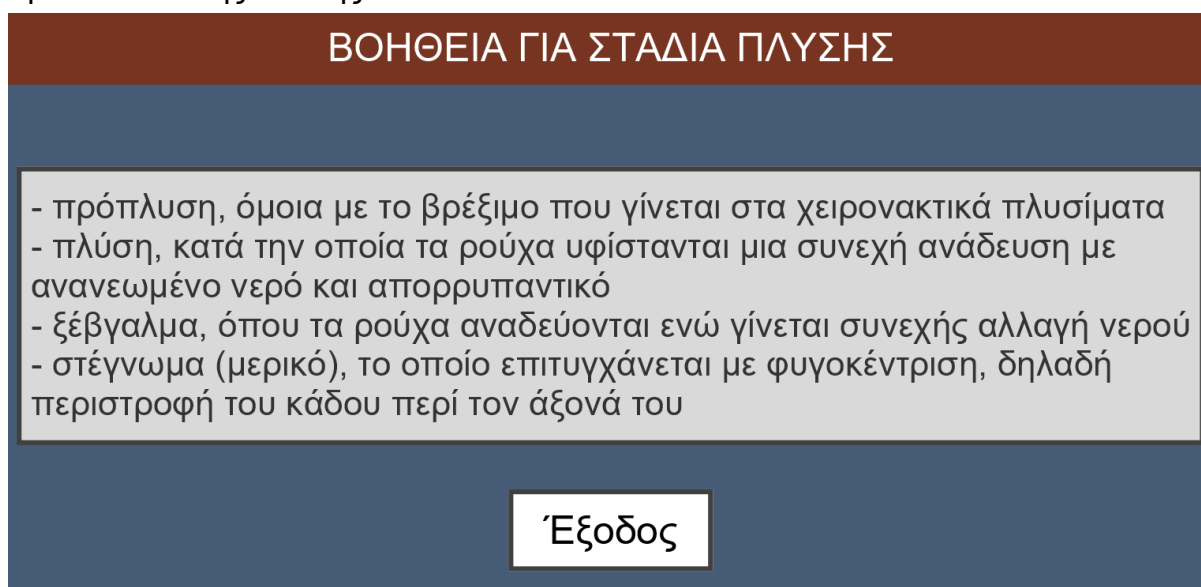 ΒΟΗΘΕΙΑ ΓΙΑ ΣΤΑΔΙΑ ΠΛΥΣΗΣ
- πρόπλυση, όμοια με το βρέξιμο που γίνεται στα χειρονακτικά πλυσίματα
- πλύση, κατά την οποία τα ρούχα υφίστανται μια συνεχή ανάδευση με
ανανεωμένο νερό και απορρυπαντικό
- ξέβγαλμα, όπου τα ρούχα αναδεύονται ενώ γίνεται συνεχής αλλαγή νερού
- στέγνωμα (μερικό), το οποίο επιτυγχάνεται με φυγοκέντριση, δηλαδή
περιστροφή του κάδου περί τον άξονά του
Έξοδος